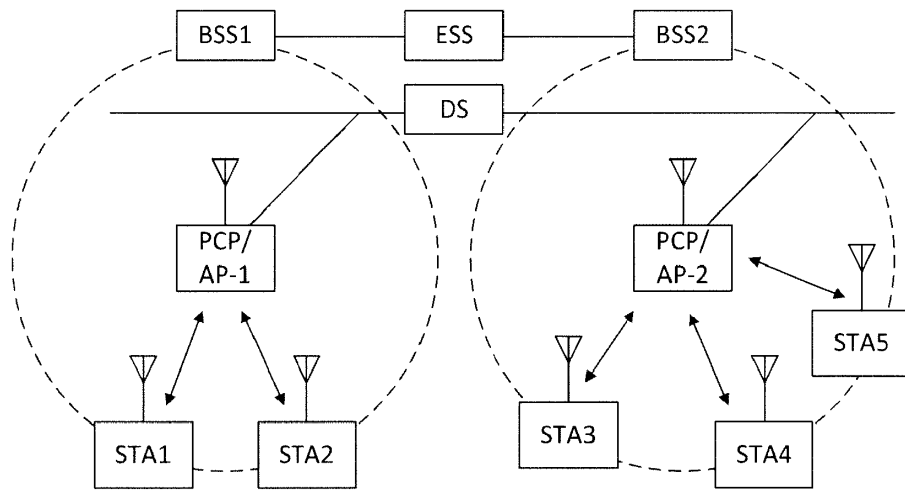 BSS1
ESS
BSS2
DS
PCP/
AP-1
PCP/
AP-2
STA5
STA3
STA1
STA2
STA4